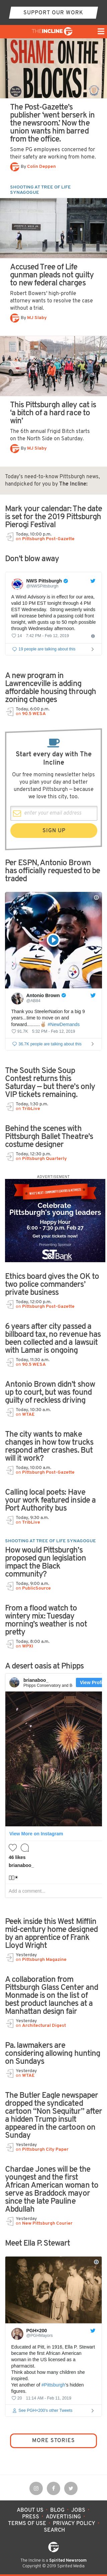 SUPPORT OUR WORK
THE INCLINE
SHAME ON
BLOCKS!
The Post-Gazette's
publisher 'went berserk in
the newsroom.' Now the
union wants him barred
from the office.
Some PG employees concerned for
their safety are working from home.
By Colin Deppen
SHOOTING AT TREE OF LIFE
SYNAGOGUE
Accused Tree of Life
gunman pleads not guilty
to new federal charges
Robert Bowers' high-profile
attorney wants to resolve the case
without a trial.
By MJ Slaby
This Pittsburgh alley cat is
'a bitch of a hard race to
win'
The 6th annual Frigid Bitch starts
on the North Side on Saturday.
By MJ Slaby
Today's need-to-know Pittsburgh news,
handpicked for you by The Incline:
Mark your calendar: The date
is set for the 2019 Pittsburgh
Pierogi Festival
Today, 10:00 p.m.,
on Pittsburgh Post-Gazette
Don't blow away
NWS Pittsburgh
@NWSPittsburgh
A Wind Advisory is in effect for our area,
valid 10 PM EST tonight through 4 PM
EST Wednesday. Strong westerly winds
will increase tonight through tomorrow,
with gusts of 40 to 50 mph expected.
14 7:42 PM - Feb 12, 2019
19 people are talking about this
A new program in
Lawrenceville is adding
affordable housing through
zoning changes
Today, 6:00 p.m.,
on 90.5 WESA
Start every day with The
Incline
Our free morning newsletter helps
you plan your day and better
understand Pittsburgh — because
we love this city, too.
enter your email address
SIGN UP
Per ESPN, Antonio Brown
has officially requested to be
traded
Antonio Brown
@AB84
Thank you SteelerNation for a big 9
years...time to move on and
forward........... #NewDemands
61.7K 5:32 PM - Feb 12, 2019
36.7K people are talking about this
The South Side Soup
Contest returns this
Saturday — but there's only
VIP tickets remaining.
Today, 1:30 p.m.
on TribLive
Behind the scenes with
Pittsburgh Ballet Theatre's
costume designer
Today, 12:30 p.m.
on Pittsburgh Quarterly
ADVERTISEMENT
Celebrate
Pittsburgh's young leaders
Happy Hour
6:00 - 7:30 p.m. Feb 27
Get your tickets now!
Presenting Sponsor
S&T Bank
Ethics board gives the OK to
two police commanders'
private business
Today, 12:00 p.m.
on Pittsburgh Post-Gazette
6 years after city passed a
billboard tax, no revenue has
been collected and a lawsuit
with Lamar is ongoing
Today, 11:30 a.m.
on 90.5 WESA
Antonio Brown didn't show
up to court, but was found
guilty of reckless driving
Today, 10:30 a.m.
on WTAE
The city wants to make
changes in how tow trucks
respond after crashes. But
will it work?
Today, 10:00 a.m.
on Pittsburgh Post-Gazette
Calling local poets: Have
your work featured inside a
Port Authority bus
Today, 9:30 a.m.
on TribLive
SHOOTING AT TREE OF LIFE SYNAGOGUE
How would Pittsburgh's
proposed gun legislation
impact the Black
community?
Today, 9:00 a.m.
on PublicSource
From a flood watch to
wintery mix: Tuesday
morning's weather is not
pretty
Today, 8:00 a.m.
on WPXI
A desert oasis at Phipps
brianaboo_
Phipps Conservatory and B
View Profi
View More on Instagram
46 likes
brianaboo_
Add a comment...
Peek inside this West Mifflin
mid-century home designed
by an apprentice of Frank
Lloyd Wright
Yesterday
on Pittsburgh Magazine
A collaboration from
Pittsburgh Glass Center and
Monmade is on the list of
best product launches at a
Manhattan design fair
Yesterday
on Architectural Digest
Pa. lawmakers are
considering allowing hunting
on Sundays
Yesterday
on WTAE
The Butler Eagle newspaper
dropped the syndicated
cartoon "Non Sequitur" after
a hidden Trump insult
appeared in the cartoon on
Sunday
Yesterday
on Pittsburgh City Paper
Chardae Jones will be the
youngest and the first
African American woman to
serve as Braddock mayor
since the late Pauline
Abdullah
Yesterday
on New Pittsburgh Courier
Meet Ella P. Stewart
PGH+200
@PGHMayors
Educated at Pitt, in 1916, Ella P. Stewart
became the first African American
woman in the US licensed as a
pharmacist.
Think about how many children she
inspired.
Yet another of #Pittsburgh's hidden
figures.
20 11:14 AM - Feb 11, 2019
See PGH+200's other Tweets
MORE STORIES
ABOUT US BLOG JOBS
PRESS ADVERTISING
TERMS OF USE PRIVACY POLICY
SEARCH
The Incline is a Spirited Newsroom
Copyright © 2019 Spirited Media